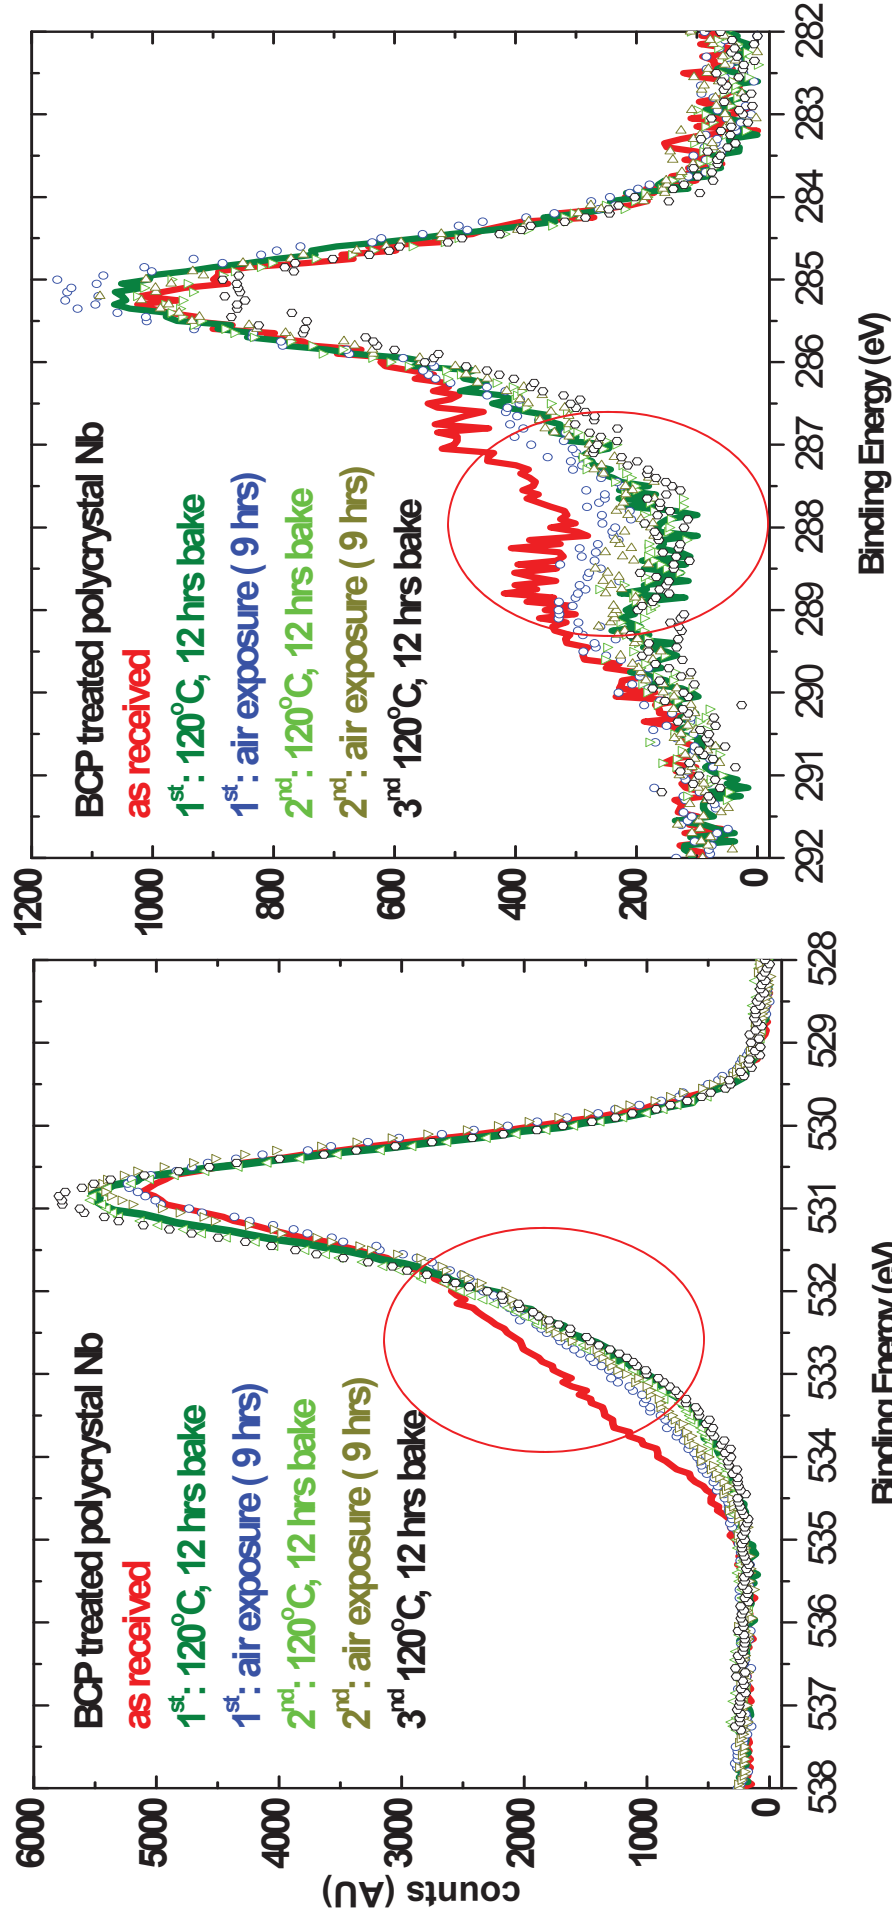 counts (AU)
6000
5000
4000
3000
2000
1000
0
BCP treated polycrystal Nb
as received
1st: 120°C, 12 hrs bake
1st: air exposure ( 9 hrs)
2nd: 120°C, 12 hrs bake
2nd: air exposure ( 9 hrs)
3nd 120°C, 12 hrs bake
538 537 536 535 534 533 532 531 530 529 528
Binding Energy (eV)
1200
1000
800
600
400
200
0
BCP treated polycrystal Nb
as received
1st: 120°C, 12 hrs bake
1st: air exposure ( 9 hrs)
2nd: 120°C, 12 hrs bake
2nd: air exposure ( 9 hrs)
3nd 120°C, 12 hrs bake
292 291 290 289 288 287 286 285 284 283 282
Binding Energy (eV)